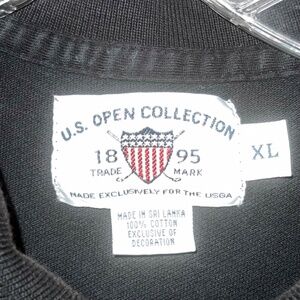 U.S. OPEN COLLECTION
18 95
TRADE MARK
MADE EXCLUSIVELY FOR THE USGA
XL
MADE IN SRI LANKA
100% COTTON
EXCLUSIVE OF
DECORATION